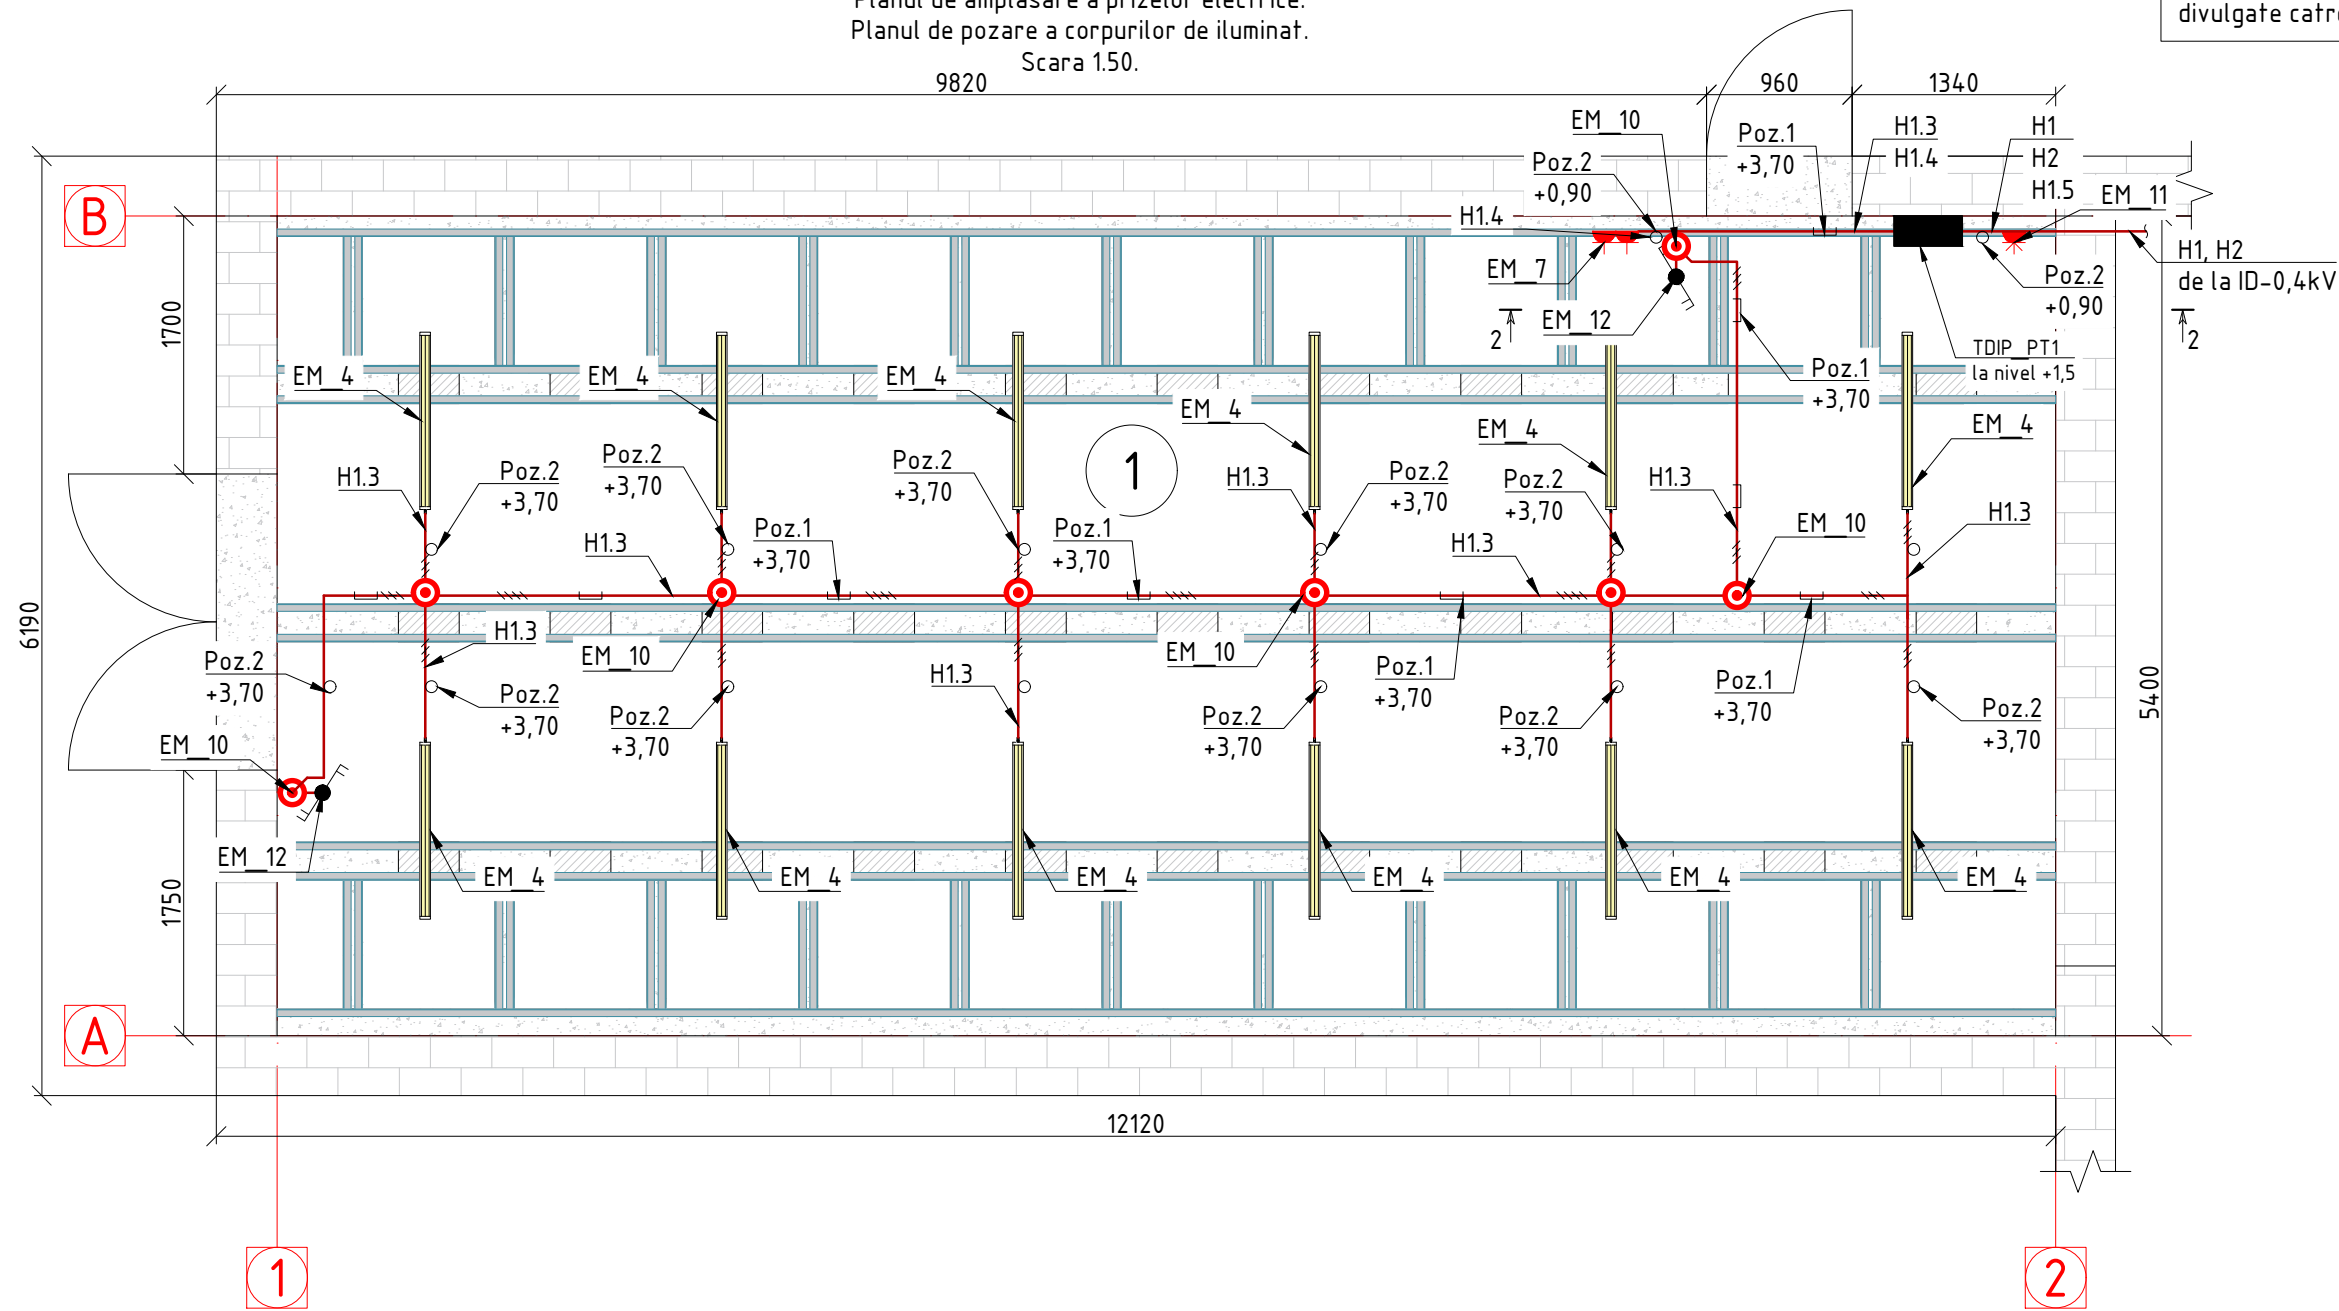 Planul de amplasare a prizelor electrice.
Planul de pozare a corpurilor de iluminat.
Scara 1.50.
divulgate catre
9820
960
1340
EM_10
Poz.1
+3,70
H1.3
H1.4
H1
H2
H1.5
EM_11
Poz.2
+0,90
H1.4
B
EM_7
EM_12
2
Poz.2
+0,90
H1, H2
de la ID-0,4kV
2
TDIP_PT1
la nivel +1,5
Poz.1
+3,70
1700
EM_4
EM_4
EM_4
EM_4
EM_4
EM_4
1
H1.3
Poz.2
+3,70
Poz.2
+3,70
Poz.2
+3,70
H1.3
Poz.2
+3,70
Poz.2
+3,70
H1.3
EM_10
H1.3
H1.3
Poz.1
+3,70
Poz.1
+3,70
H1.3
6190
H1.3
EM_10
EM_10
Poz.2
+3,70
Poz.2
+3,70
Poz.2
+3,70
H1.3
Poz.2
+3,70
Poz.1
+3,70
Poz.2
+3,70
Poz.1
+3,70
Poz.2
+3,70
5400
EM_10
EM_12
1750
EM_4
EM_4
EM_4
EM_4
EM_4
EM_4
A
12120
1
2